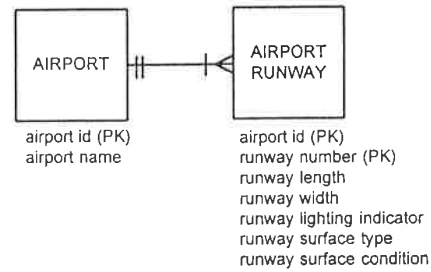 AIRPORT
AIRPORT
RUNWAY
airport id (PK)
airport name
airport id (PK)
runway number (PK)
runway length
runway width
runway lighting indicator
runway surface type
runway surface condition